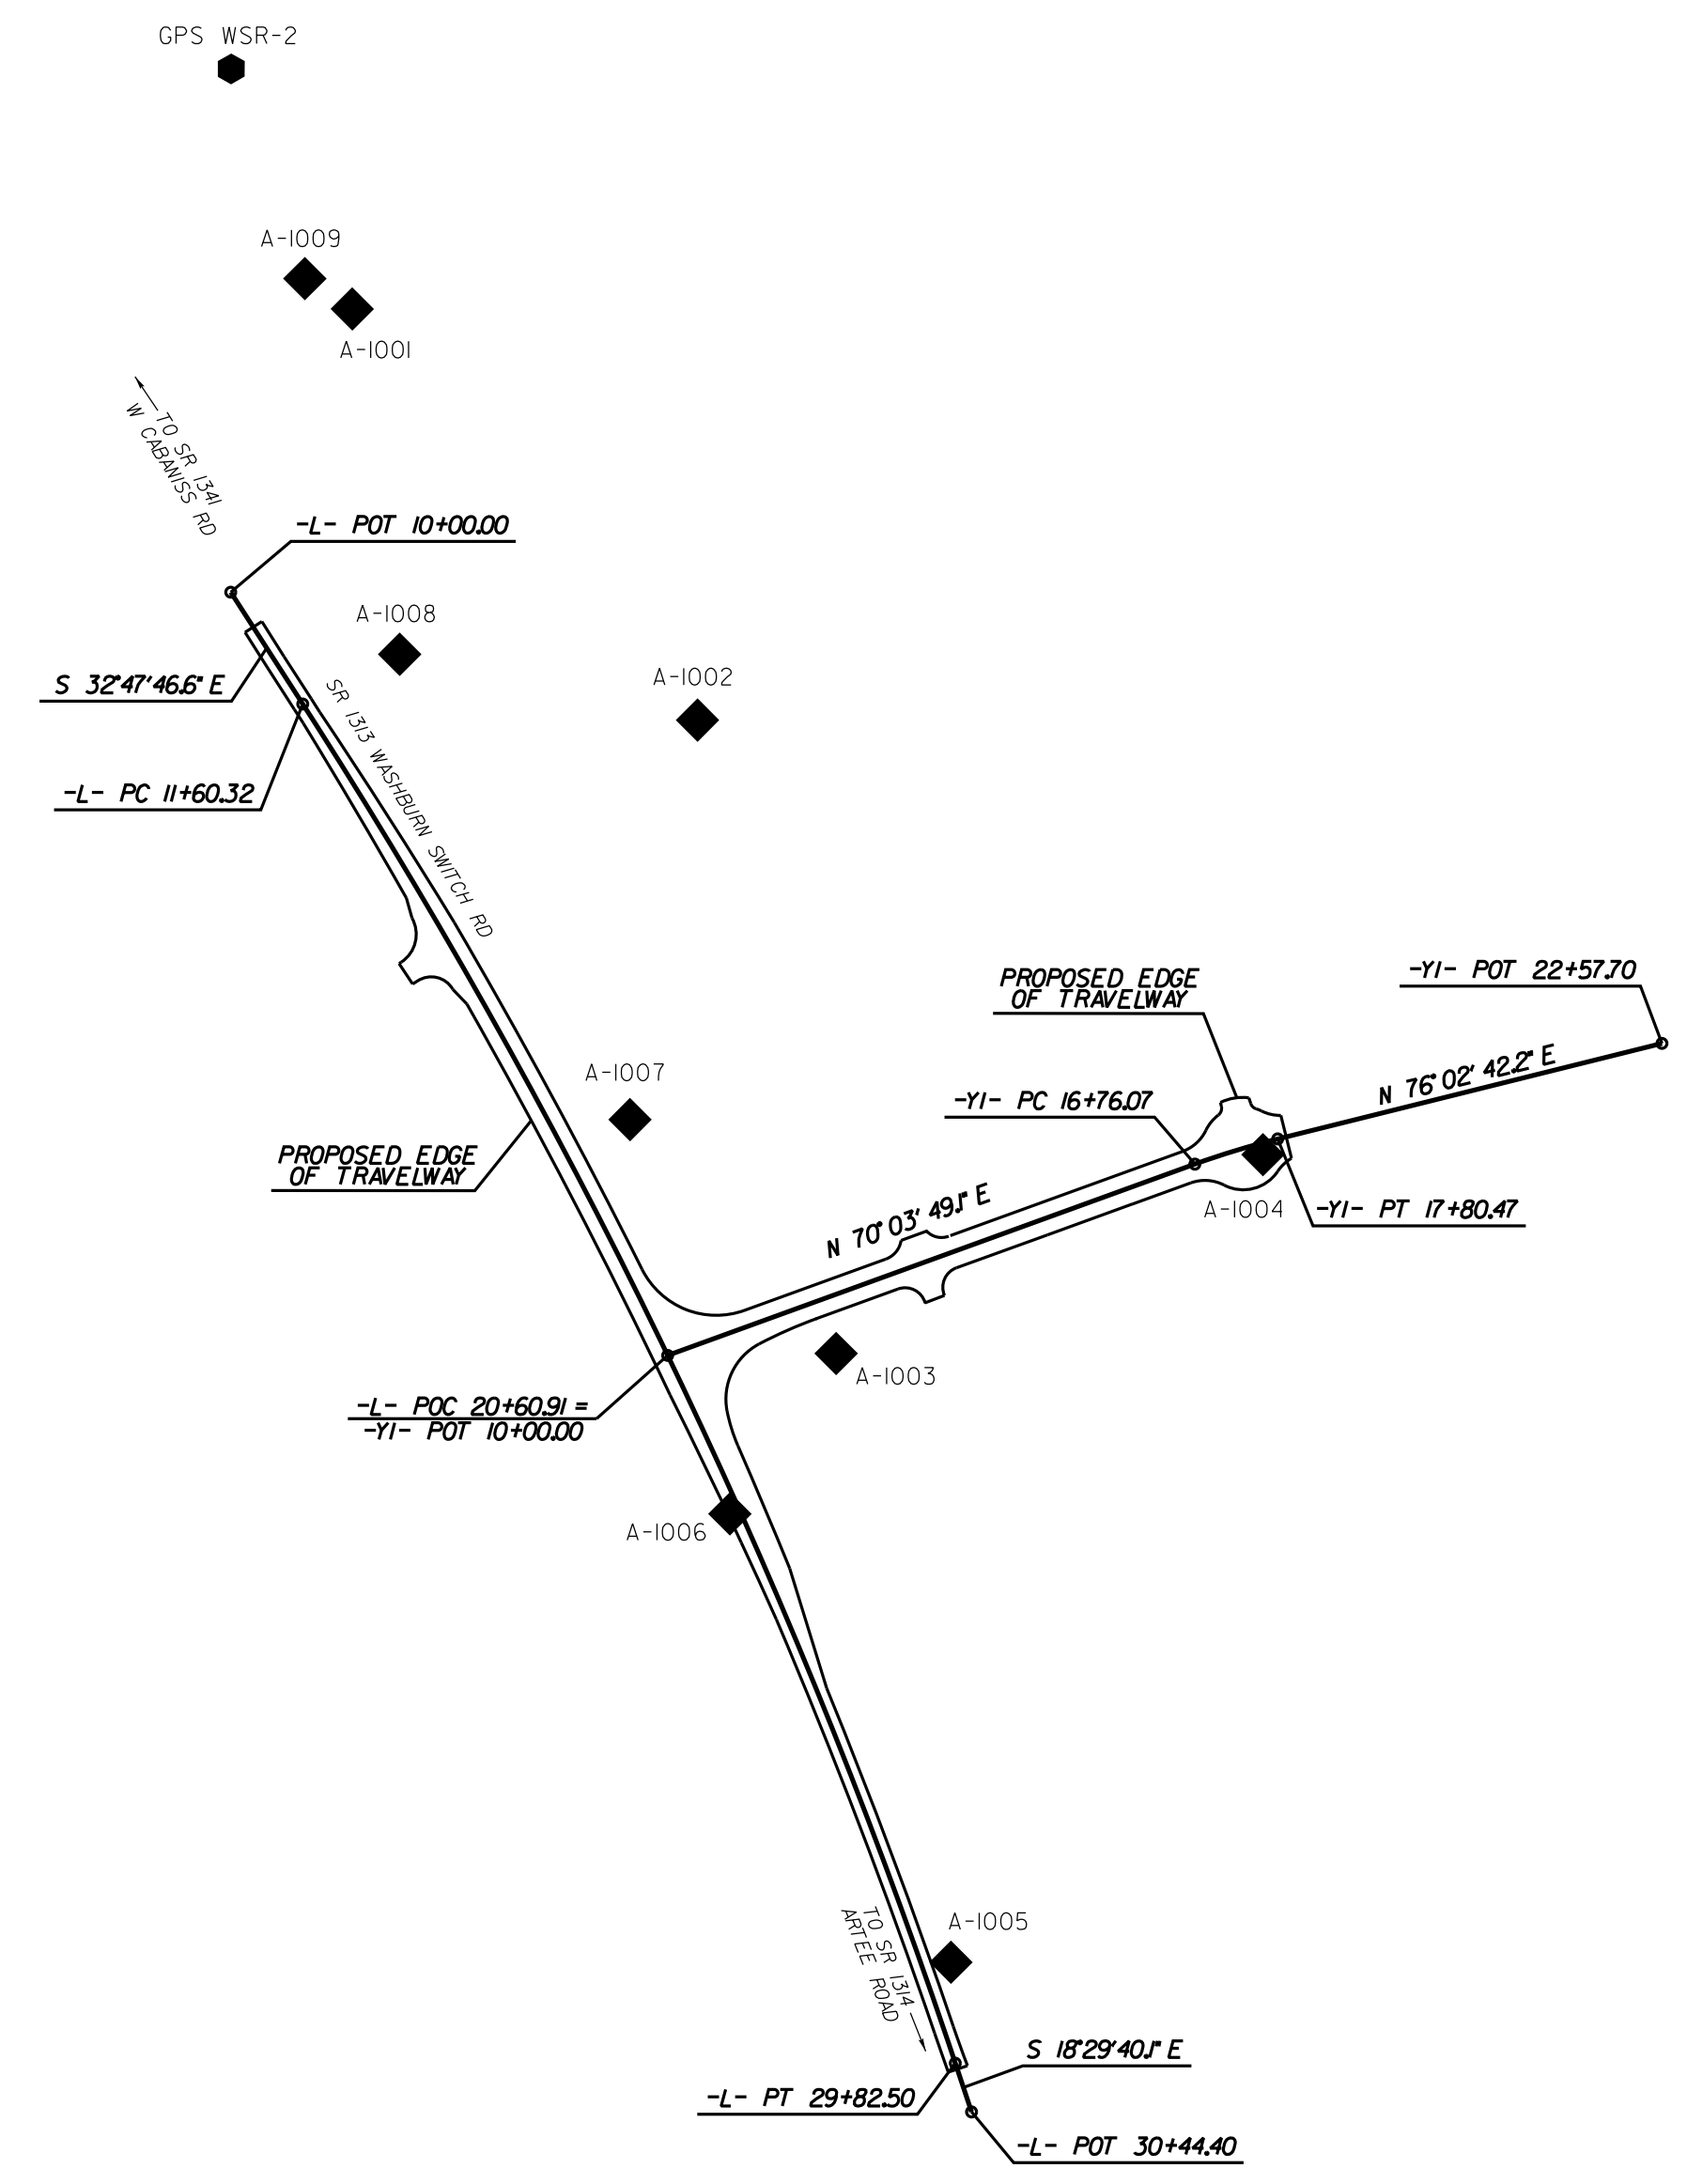 GPS WSR-2
A-1009
A-1001
TO SR 1341
W CABANISS RD
-L- POT 10+00.00
A-1008
A-1002
S 32°47'46.6" E
SR 1313 WASHBURN SWITCH RD
-L- PC 11+60.32
PROPOSED EDGE
OF TRAVELWAY
-Y1- POT 22+57.70
N 76°02'42.2" E
A-1007
-Y1- PC 16+76.07
PROPOSED EDGE
OF TRAVELWAY
N 70°03'49.1" E
A-1004
-Y1- PT 17+80.47
A-1003
-L- POC 20+60.91 =
-Y1- POT 10+00.00
A-1006
A-1005
TO SR 1314
ARTEE ROAD
S 18°29'40.1" E
-L- PT 29+82.50
-L- POT 30+44.40